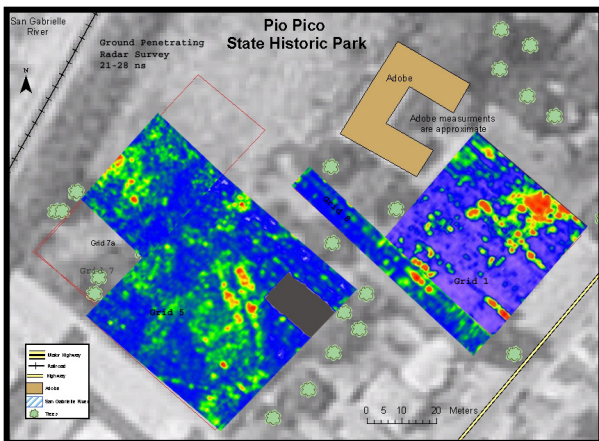 Pio Pico
State Historic Park
San Gabrielle
River
Ground Penetrating
Radar Survey
21-28 ns
N
Adobe
Adobe measurments
are approximate
Grid 7a
Grid 7
Grid 5
Grid 1
Major Highway
Railroad
Highway
Adobe
San Gabrielle River
Trees
0 5 10 20 Meters